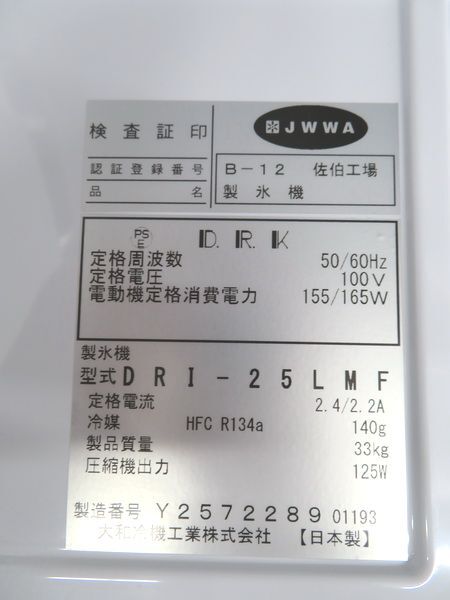 検査証印 JWWA
認証登録番号 B-12 佐伯工場
品名 製氷機
PS E D.R.K
定格周波数 50/60Hz
定格電圧 100V
電動機定格消費電力 155/165W
製氷機
型式 DRI-25LMF
定格電流 2.4/2.2A
冷媒 HFC R134a 140g
製品質量 33kg
圧縮機出力 125W
製造番号 Y2572289 01193
大和冷機工業株式会社 【日本製】